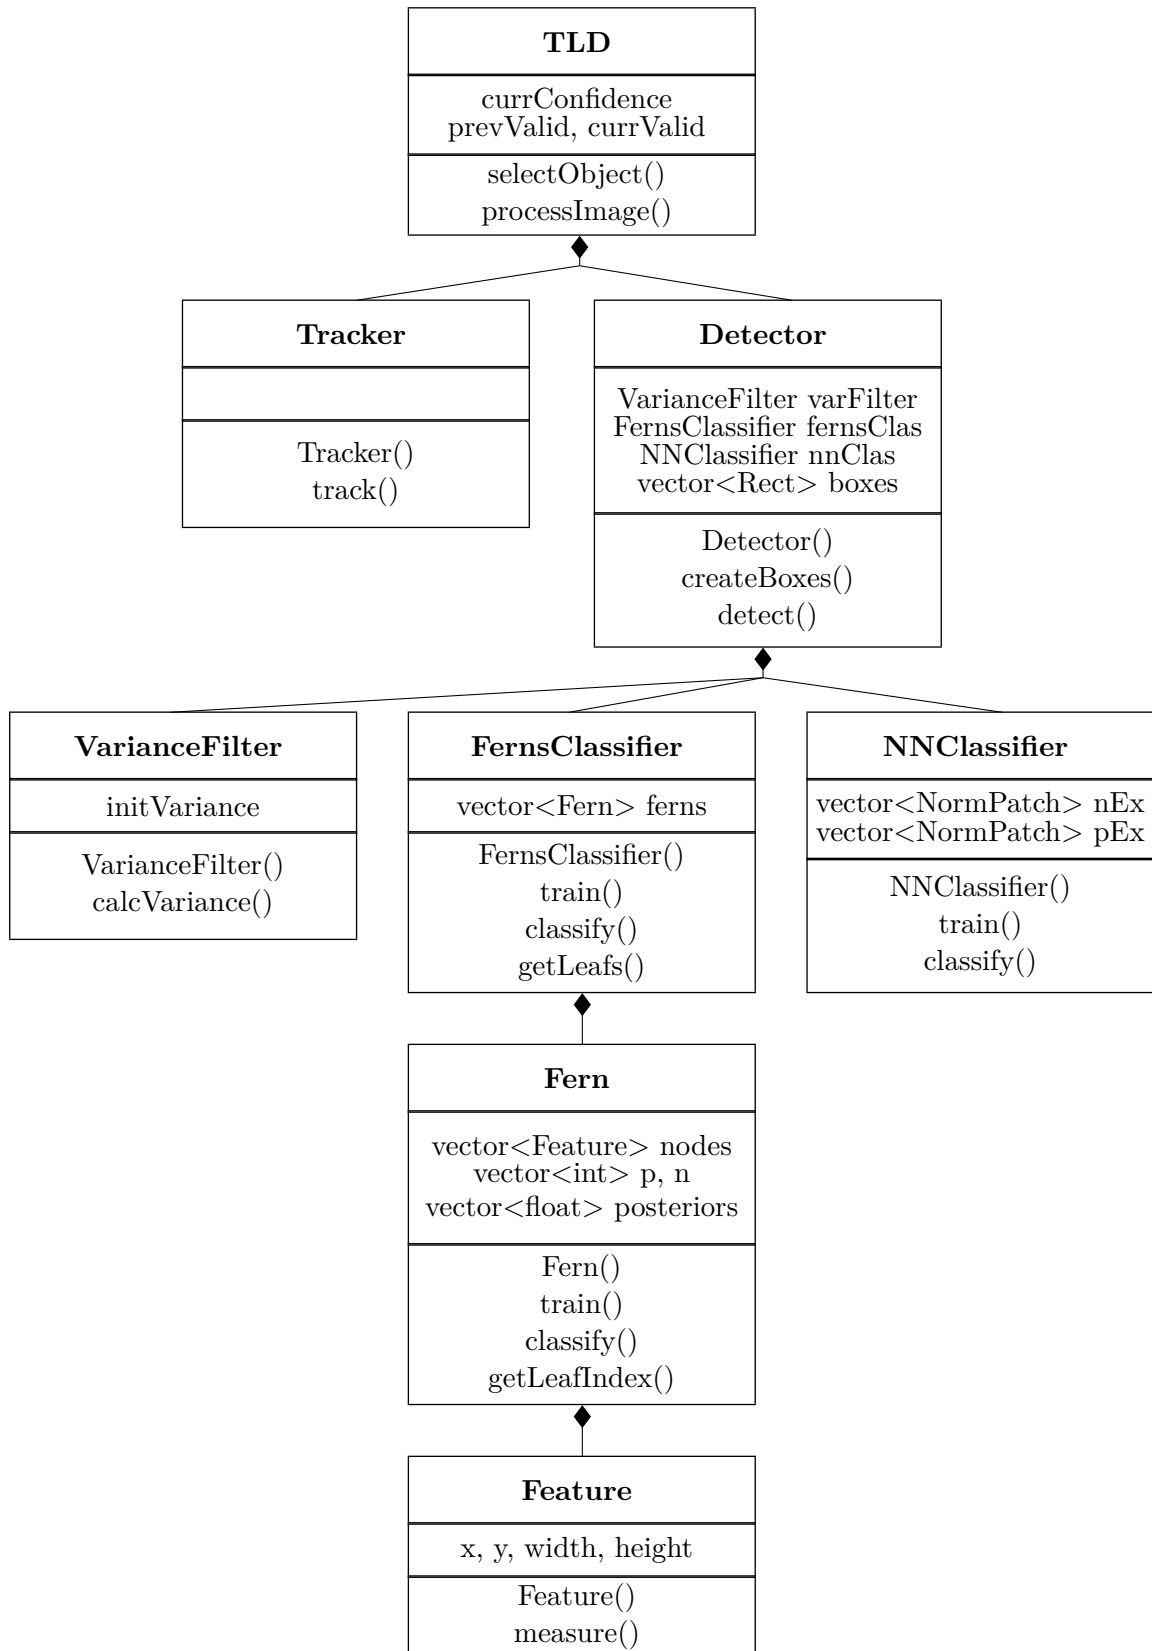 TLD
currConfidence
prevValid, currValid
selectObject()
processImage()
Tracker
Tracker()
track()
Detector
VarianceFilter varFilter
FernsClassifier fernsClas
NNClassifier nnClas
vector<Rect> boxes
Detector()
createBoxes()
detect()
VarianceFilter
initVariance
VarianceFilter()
calcVariance()
FernsClassifier
vector<Fern> ferns
FernsClassifier()
train()
classify()
getLeafs()
NNClassifier
vector<NormPatch> nEx
vector<NormPatch> pEx
NNClassifier()
train()
classify()
Fern
vector<Feature> nodes
vector<int> p, n
vector<float> posteriors
Fern()
train()
classify()
getLeafIndex()
Feature
x, y, width, height
Feature()
measure()